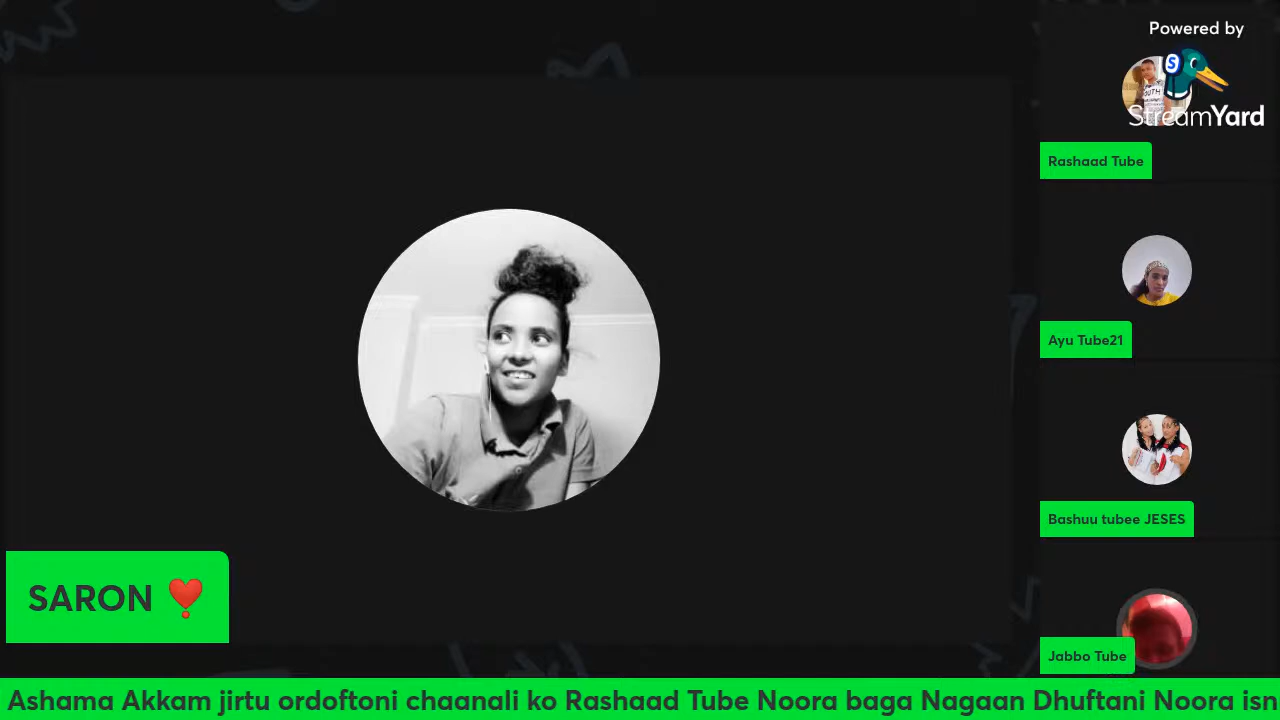 Powered by
StreamYard
Rashaad Tube
Ayu Tube21
Bashuu tubee JESES
Jabbo Tube
SARON
Ashama Akkam jirtu ordoftoni chaanali ko Rashaad Tube Noora baga Nagaan Dhuftani Noora isn